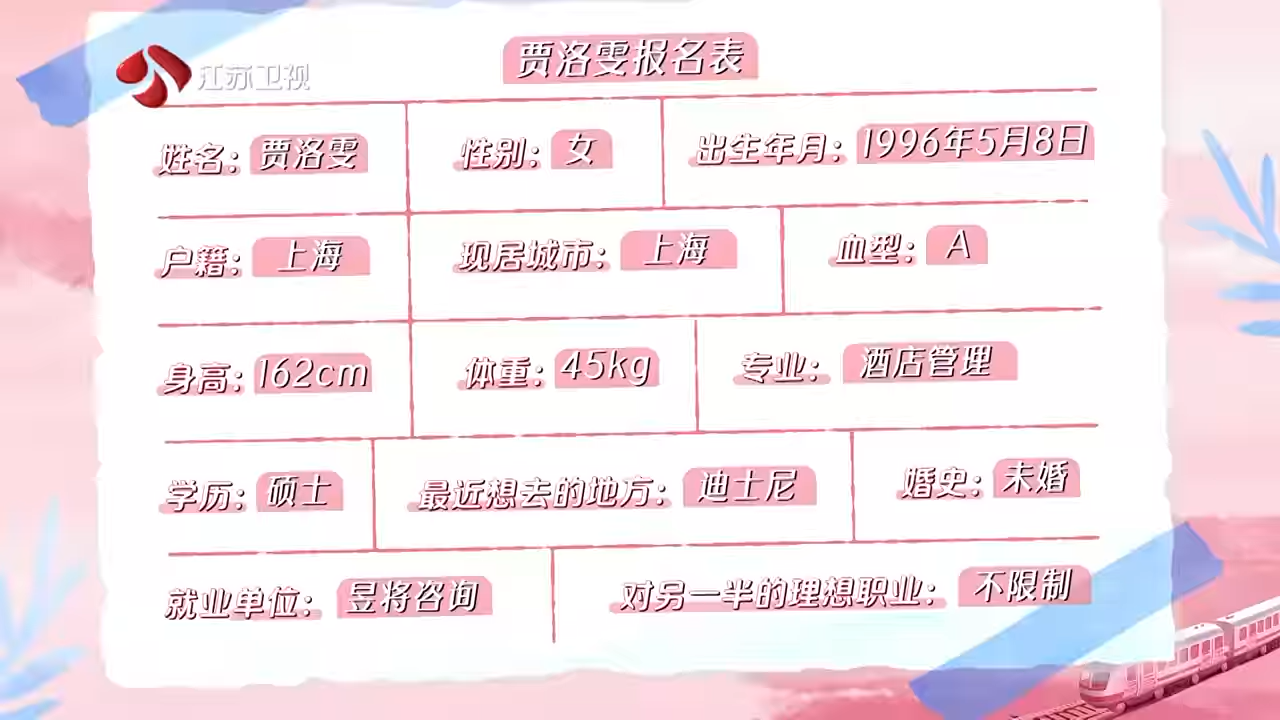 江苏卫视
贾洛雯报名表
姓名：贾洛雯 性别：女 出生年月：1996年5月8日
户籍：上海 现居城市：上海 血型：A
身高：162cm 体重：45kg 专业：酒店管理
学历：硕士 最近想去的地方：迪士尼 婚史：未婚
就业单位：昱将咨询 对另一半的理想职业：不限制